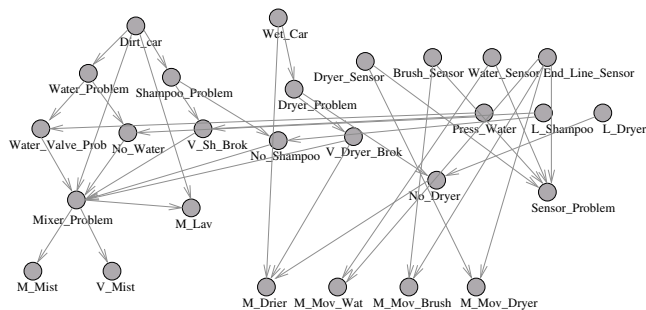 Dirt_car
Wet_Car
Dryer_Sensor
Brush_Sensor
Water_Sensor
End_Line_Sensor
Water_Problem
Shampoo_Problem
Dryer_Problem
Press_Water
L_Shampoo
L_Dryer
Water_Valve_Prob
No_Water
V_Sh_Brok
No_Shampoo
V_Dryer_Brok
No_Dryer
Sensor_Problem
Mixer_Problem
M_Lav
M_Mist
V_Mist
M_Drier
M_Mov_Wat
M_Mov_Brush
M_Mov_Dryer